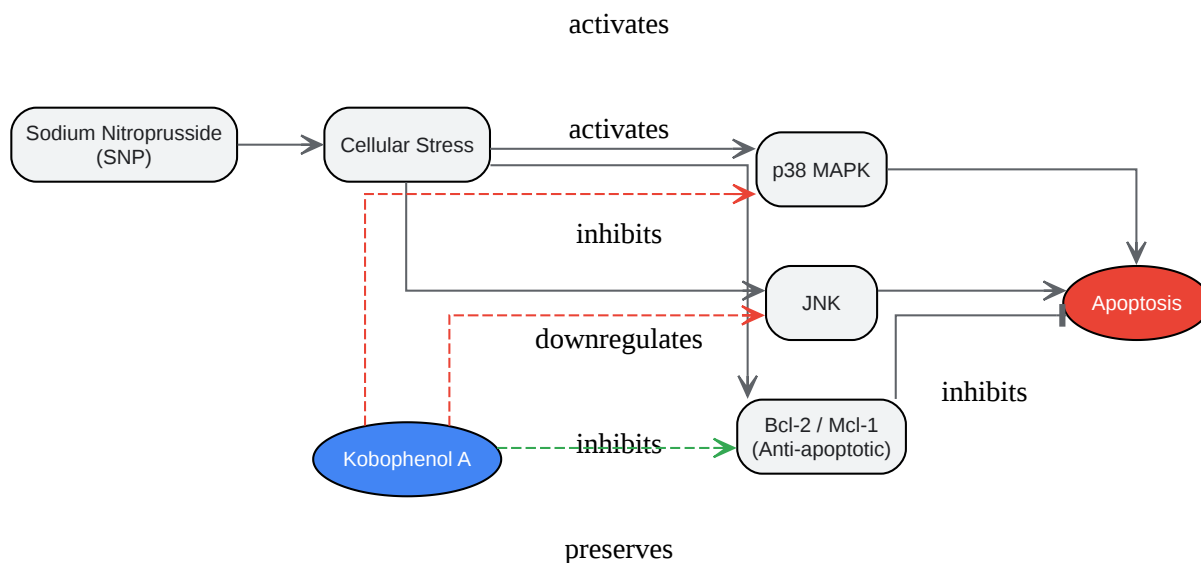 activates
Sodium Nitroprusside
(SNP)
Cellular Stress
activates
p38 MAPK
inhibits
JNK
Apoptosis
downregulates
inhibits
Bcl-2 / Mcl-1
(Anti-apoptotic)
Kobophenol A
inhibits
preserves